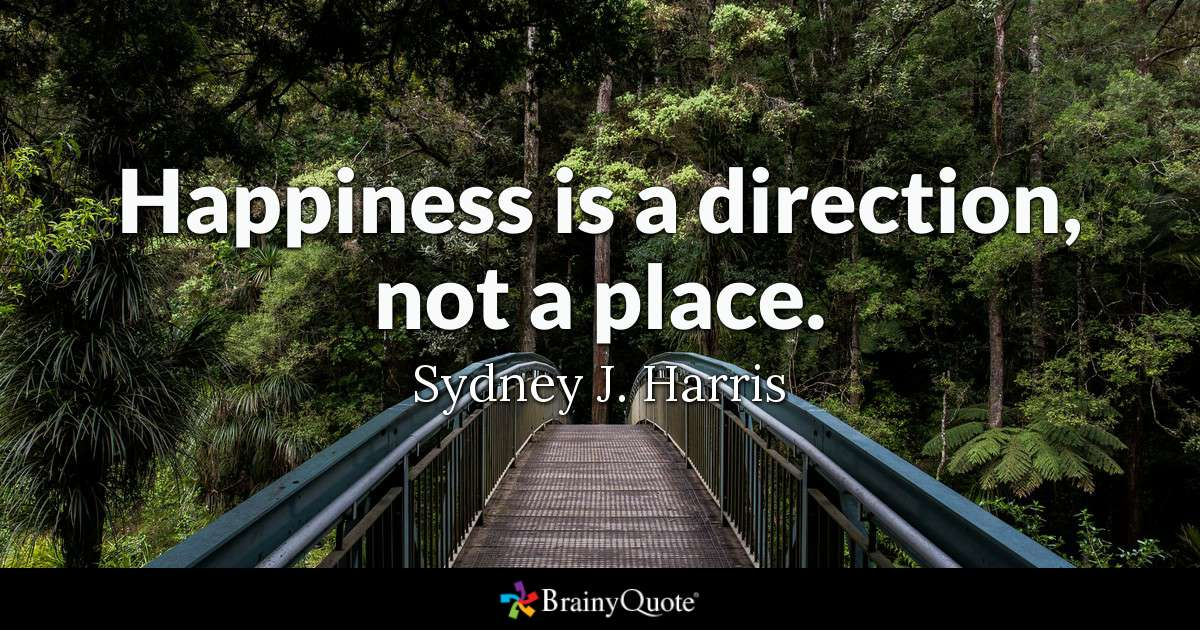 Happiness is a direction,
not a place.
Sydney J. Harris
BrainyQuote®